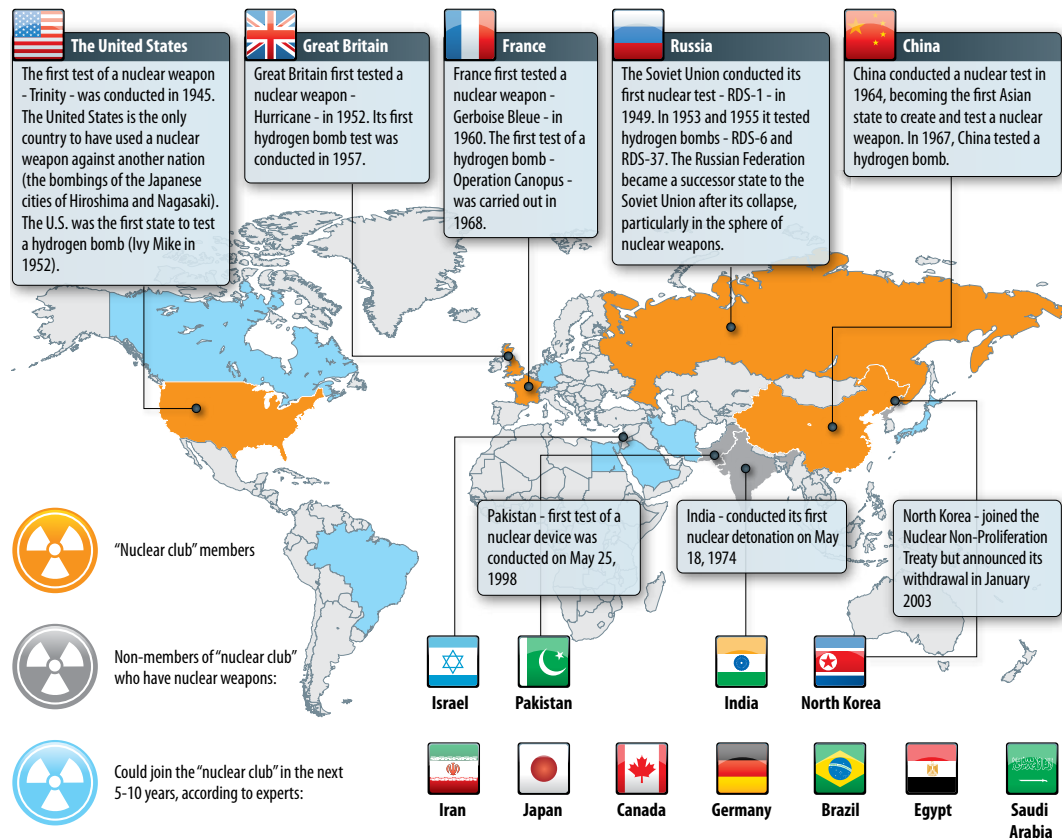 The United States
The first test of a nuclear weapon
- Trinity - was conducted in 1945.
The United States is the only
country to have used a nuclear
weapon against another nation
(the bombings of the Japanese
cities of Hiroshima and Nagasaki).
The U.S. was the first state to test
a hydrogen bomb (Ivy Mike in
1952).
Great Britain
Great Britain first tested a
nuclear weapon -
Hurricane - in 1952. Its first
hydrogen bomb test was
conducted in 1957.
France
France first tested a
nuclear weapon -
Gerboise Bleue - in
1960. The first test of a
hydrogen bomb -
Operation Canopus -
was carried out in
1968.
Russia
The Soviet Union conducted its
first nuclear test - RDS-1 - in
1949. In 1953 and 1955 it tested
hydrogen bombs - RDS-6 and
RDS-37. The Russian Federation
became a successor state to the
Soviet Union after its collapse,
particularly in the sphere of
nuclear weapons.
China
China conducted a nuclear test in
1964, becoming the first Asian
state to create and test a nuclear
weapon. In 1967, China tested a
hydrogen bomb.
Pakistan - first test of a
nuclear device was
conducted on May 25,
1998
India - conducted its first
nuclear detonation on May
18, 1974
North Korea - joined the
Nuclear Non-Proliferation
Treaty but announced its
withdrawal in January
2003
"Nuclear club" members
Non-members of "nuclear club"
who have nuclear weapons:
Israel
Pakistan
India
North Korea
Could join the "nuclear club" in the next
5-10 years, according to experts:
Iran
Japan
Canada
Germany
Brazil
Egypt
Saudi
Arabia